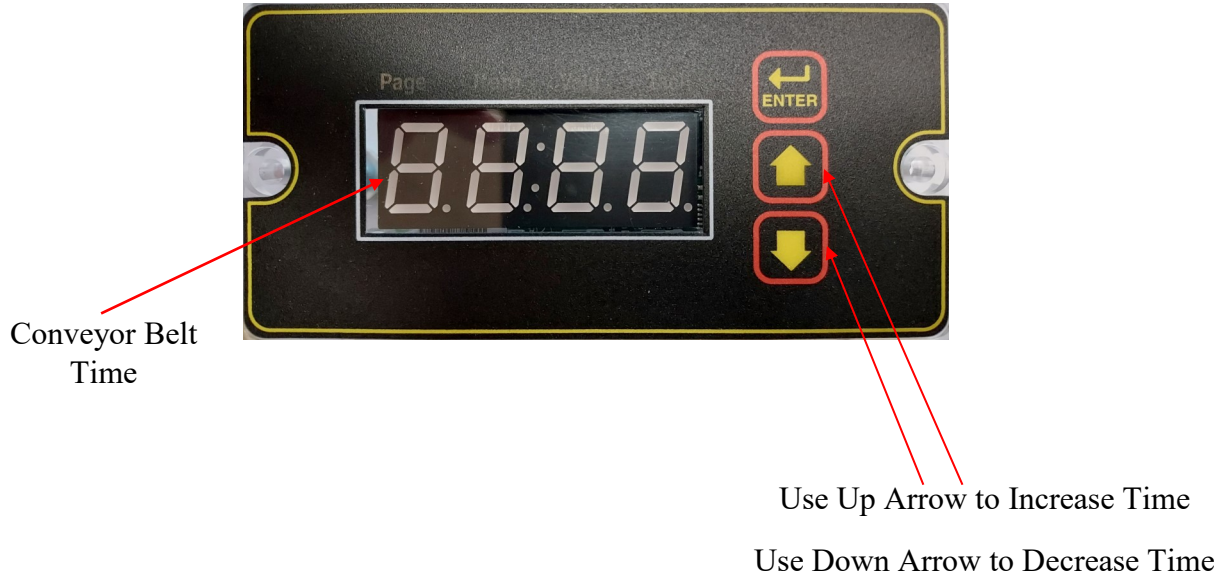 Page
ENTER
Conveyor Belt
Time
Use Up Arrow to Increase Time
Use Down Arrow to Decrease Time